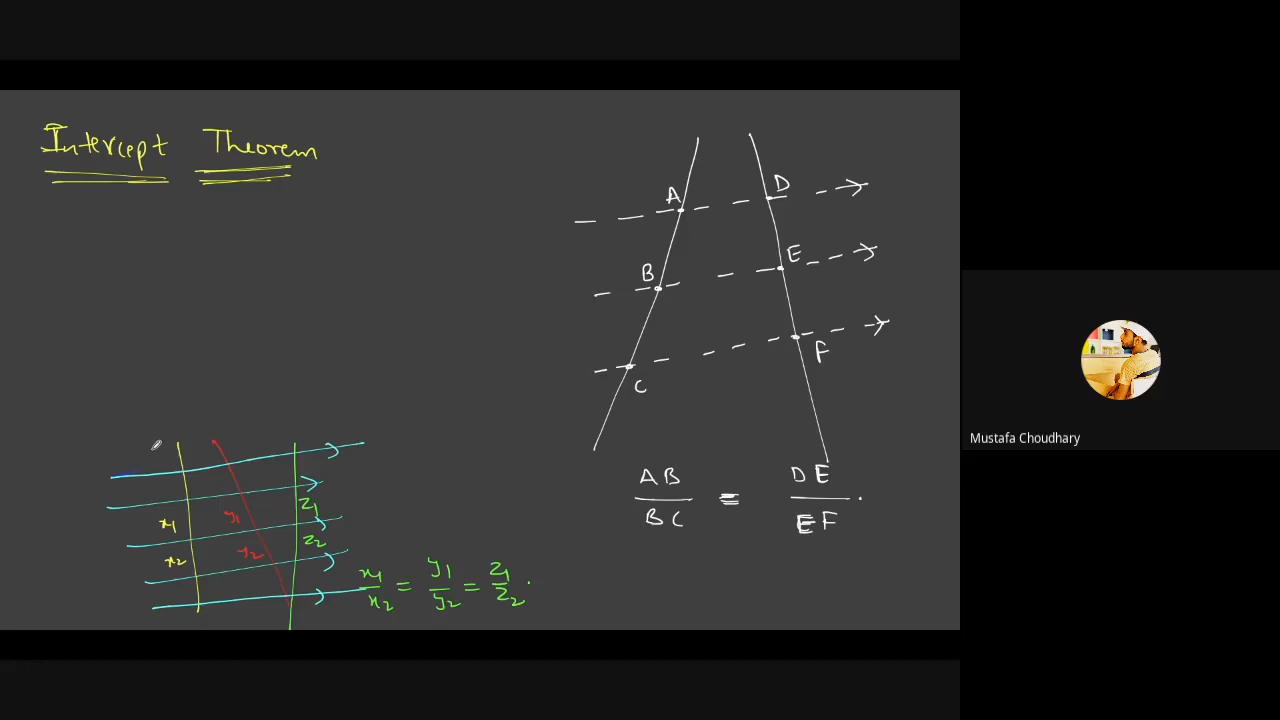 Intercept Theorem
A
D
B
E
C
F
AB/BC = DE/EF.
x1
y1
z1
x2
y2
z2
x1/x2 = y1/y2 = z1/z2.
Mustafa Choudhary